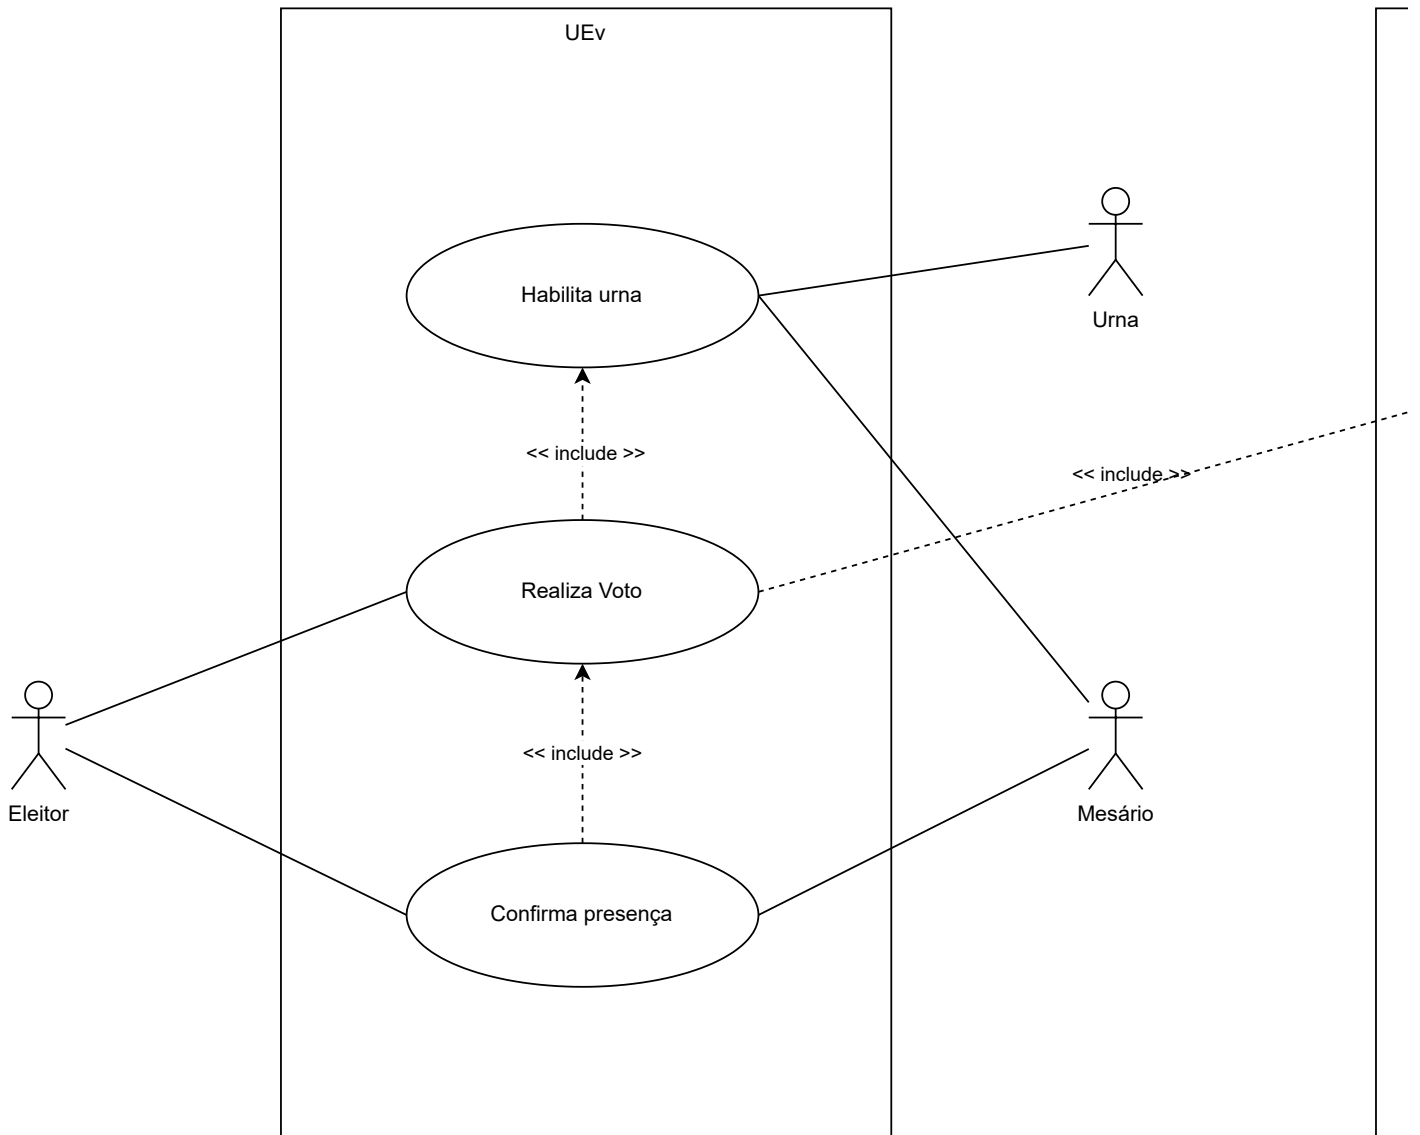 UEv
Habilita urna
Urna
<< include >>
<< include >>
Realiza Voto
<< include >>
Eleitor
Mesário
Confirma presença